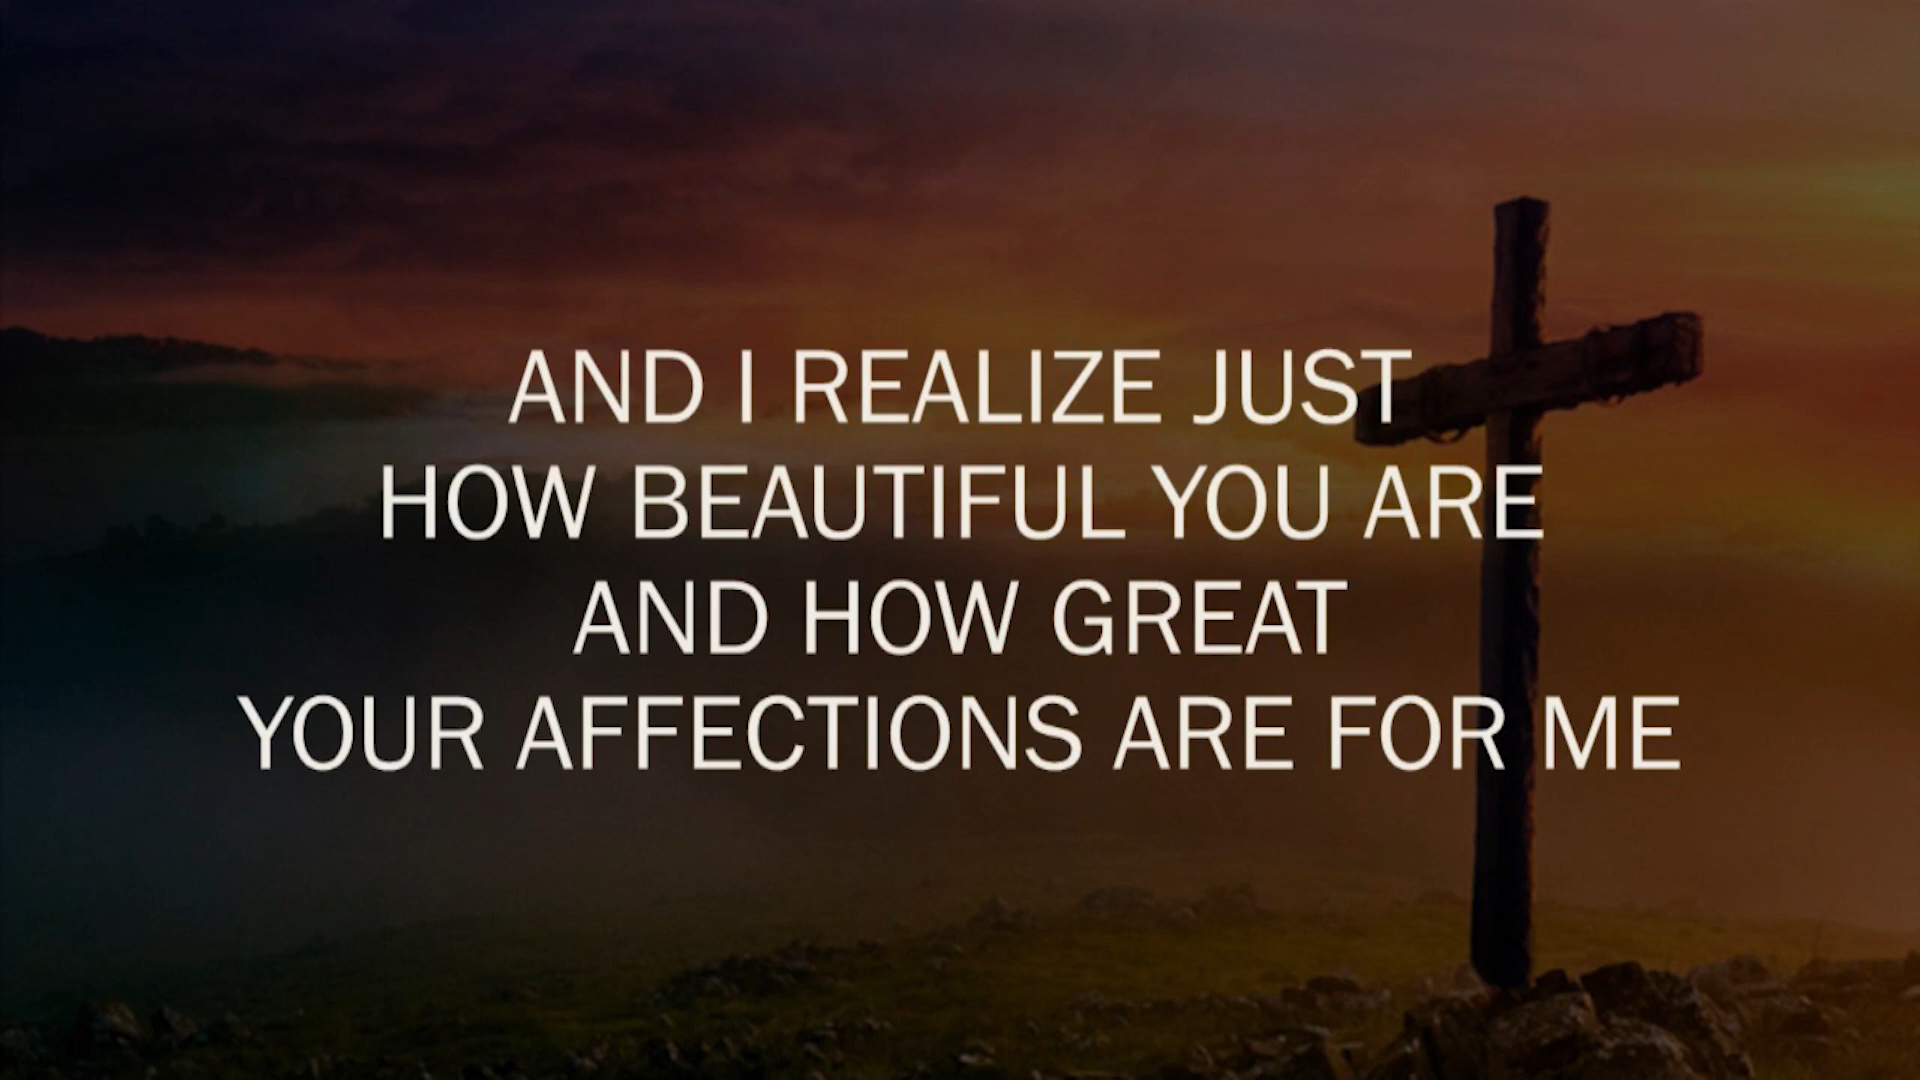 AND I REALIZE JUST
HOW BEAUTIFUL YOU ARE
AND HOW GREAT
YOUR AFFECTIONS ARE FOR ME